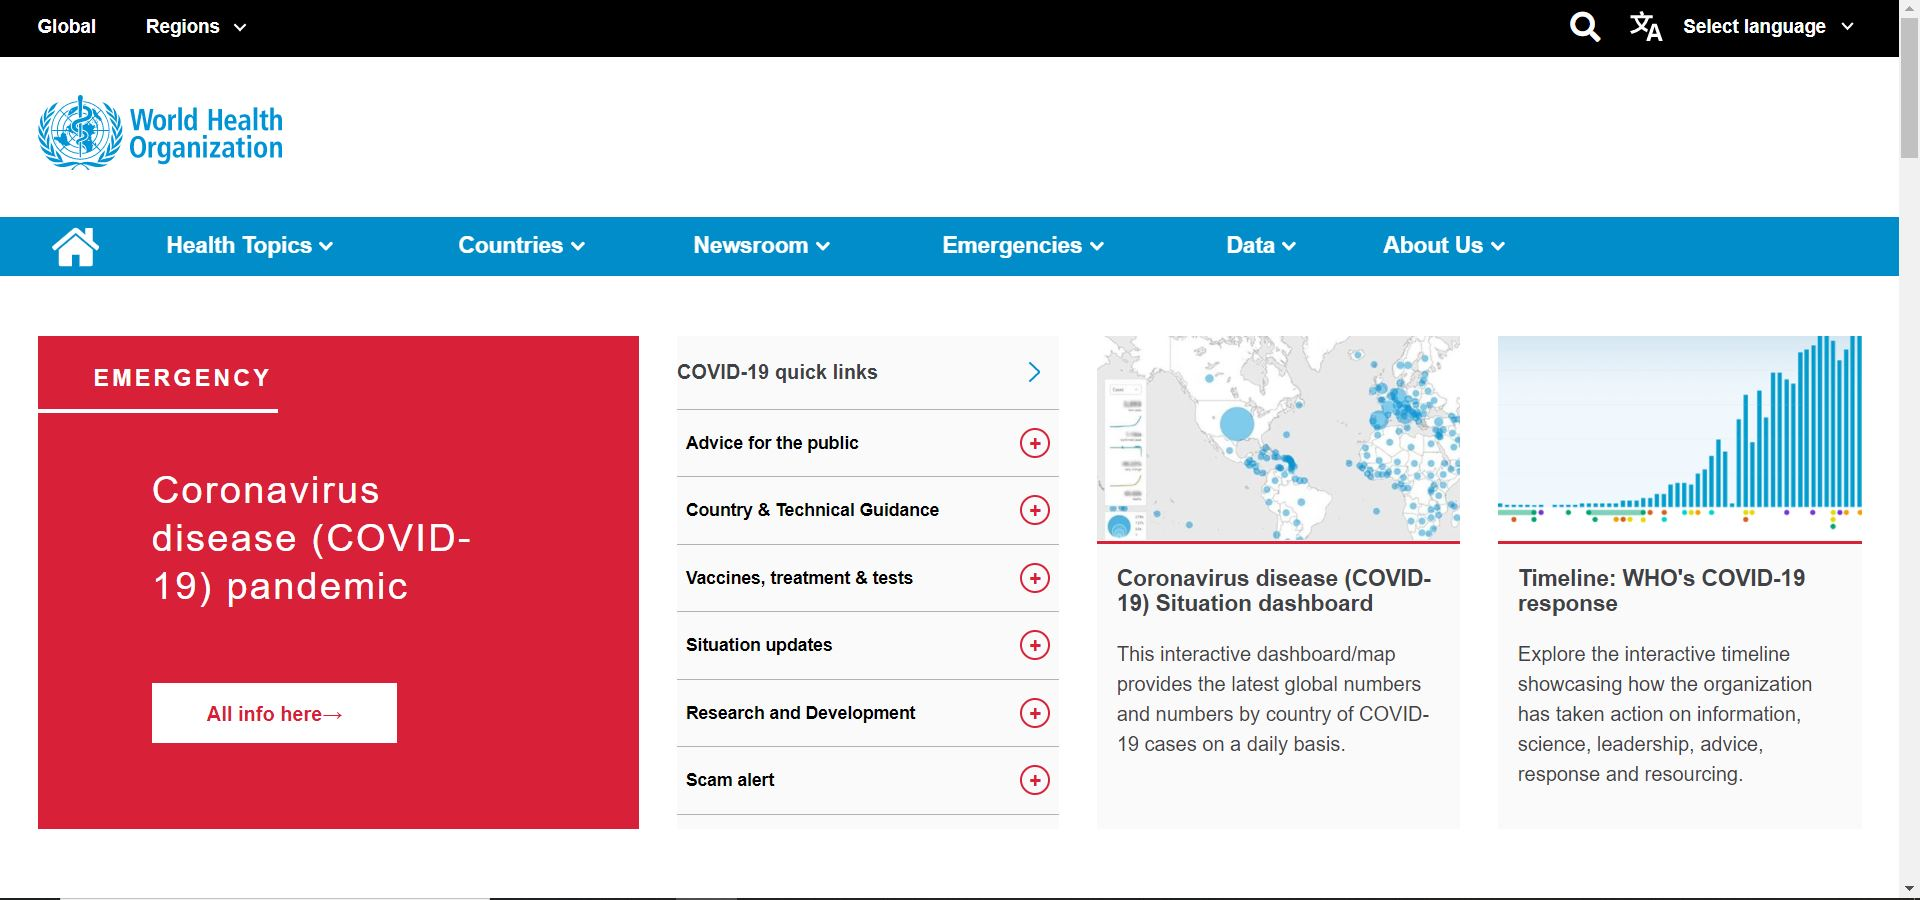 Global
Regions
Select language
World Health
Organization
Health Topics
Countries
Newsroom
Emergencies
Data
About Us
EMERGENCY
Coronavirus
disease (COVID-
19) pandemic
All info here→
COVID-19 quick links
Advice for the public
Country & Technical Guidance
Vaccines, treatment & tests
Situation updates
Research and Development
Scam alert
Coronavirus disease (COVID-
19) Situation dashboard
This interactive dashboard/map
provides the latest global numbers
and numbers by country of COVID-
19 cases on a daily basis.
Timeline: WHO's COVID-19
response
Explore the interactive timeline
showcasing how the organization
has taken action on information,
science, leadership, advice,
response and resourcing.